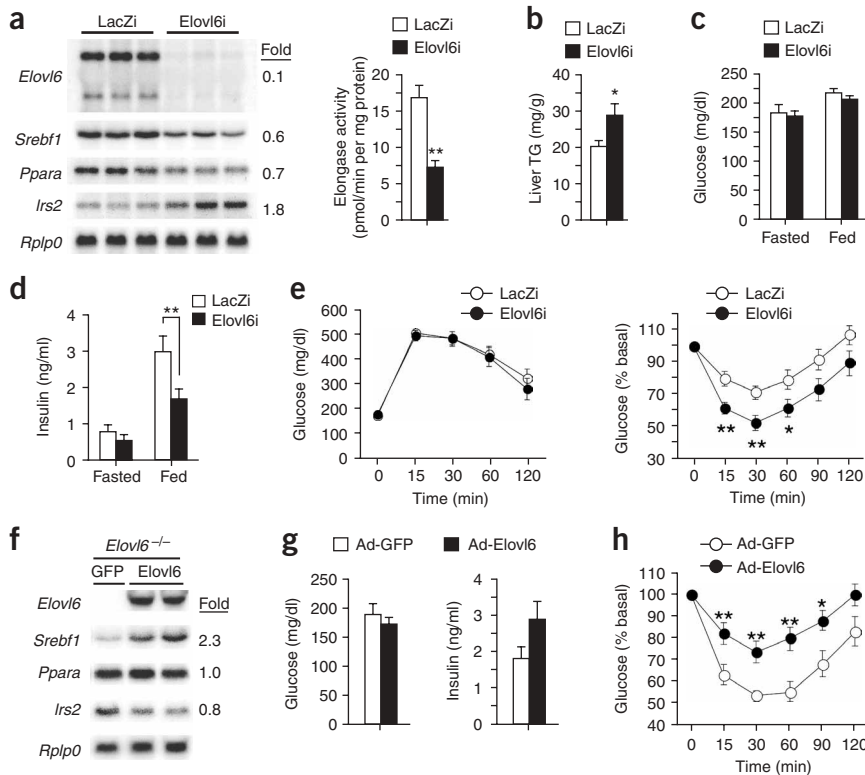 a
LacZi Elovl6i
Fold
Elovl6 0.1
Srebf1 0.6
Ppara 0.7
Irs2 1.8
Rplp0
LacZi
Elovl6i
Elongase activity
(pmol/min per mg protein)
20
15
10
5
0
**
b
LacZi
Elovl6i
Liver TG (mg/g)
40
30
20
10
0
*
c
LacZi
Elovl6i
Glucose (mg/dl)
250
200
150
100
50
0
Fasted Fed
d
LacZi
Elovl6i
Insulin (ng/ml)
4
3
2
1
0
**
Fasted Fed
e
LacZi
Elovl6i
Glucose (mg/dl)
600
500
400
300
200
100
0
0 15 30 60 120
Time (min)
LacZi
Elovl6i
Glucose (% basal)
110
90
70
50
30
** ** *
0 15 30 60 90 120
Time (min)
f
Elovl6 –/–
GFP Elovl6
Elovl6 Fold
Srebf1 2.3
Ppara 1.0
Irs2 0.8
Rplp0
g
Ad-GFP Ad-Elovl6
Glucose (mg/dl)
250
200
150
100
50
0
Insulin (ng/ml)
4
3
2
1
0
h
Ad-GFP
Ad-Elovl6
Glucose (% basal)
100
90
80
70
60
50
40
** ** ** *
0 15 30 60 90 120
Time (min)